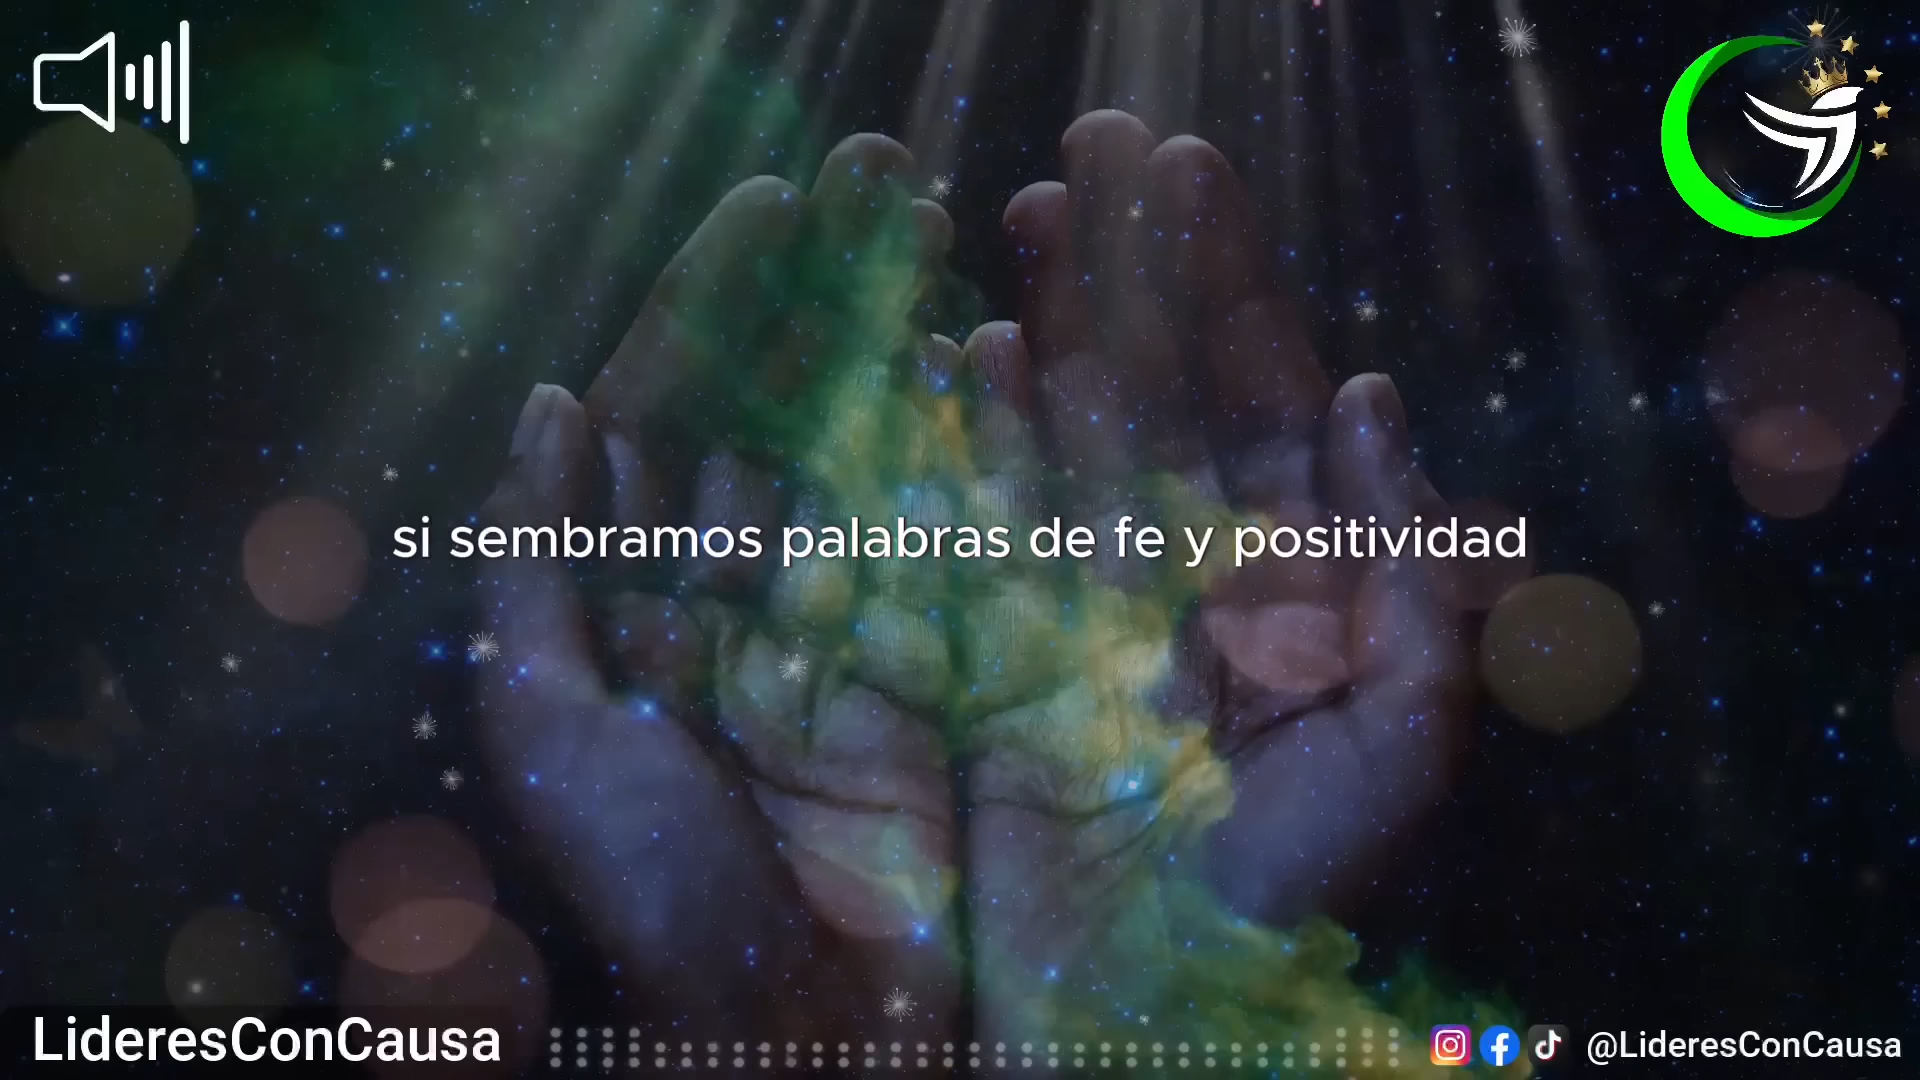 si sembramos palabras de fe y positividad
LideresConCausa
@LideresConCausa